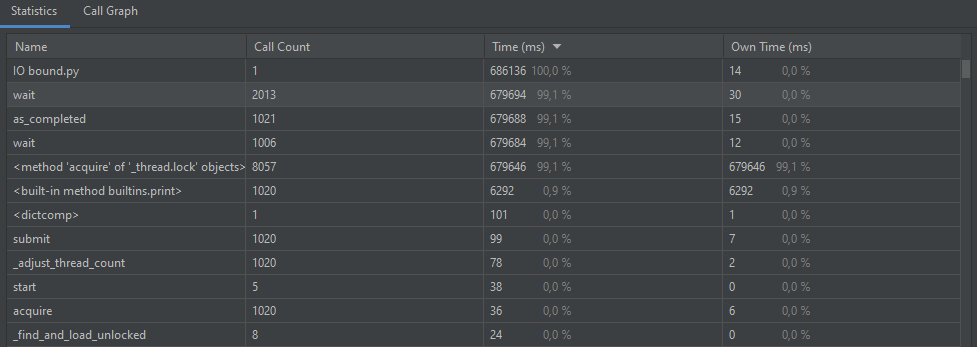 Statistics Call Graph
Name Call Count Time (ms) Own Time (ms)
IO bound.py 1 686136 100,0 % 14 0,0 %
wait 2013 679694 99,1 % 30 0,0 %
as_completed 1021 679688 99,1 % 15 0,0 %
wait 1006 679684 99,1 % 12 0,0 %
<method 'acquire' of '_thread.lock' objects> 8057 679646 99,1 % 679646 99,1 %
<built-in method builtins.print> 1020 6292 0,9 % 6292 0,9 %
<dictcomp> 1 101 0,0 % 1 0,0 %
submit 1020 99 0,0 % 7 0,0 %
_adjust_thread_count 1020 78 0,0 % 2 0,0 %
start 5 38 0,0 % 0 0,0 %
acquire 1020 36 0,0 % 6 0,0 %
_find_and_load_unlocked 8 24 0,0 % 0 0,0 %